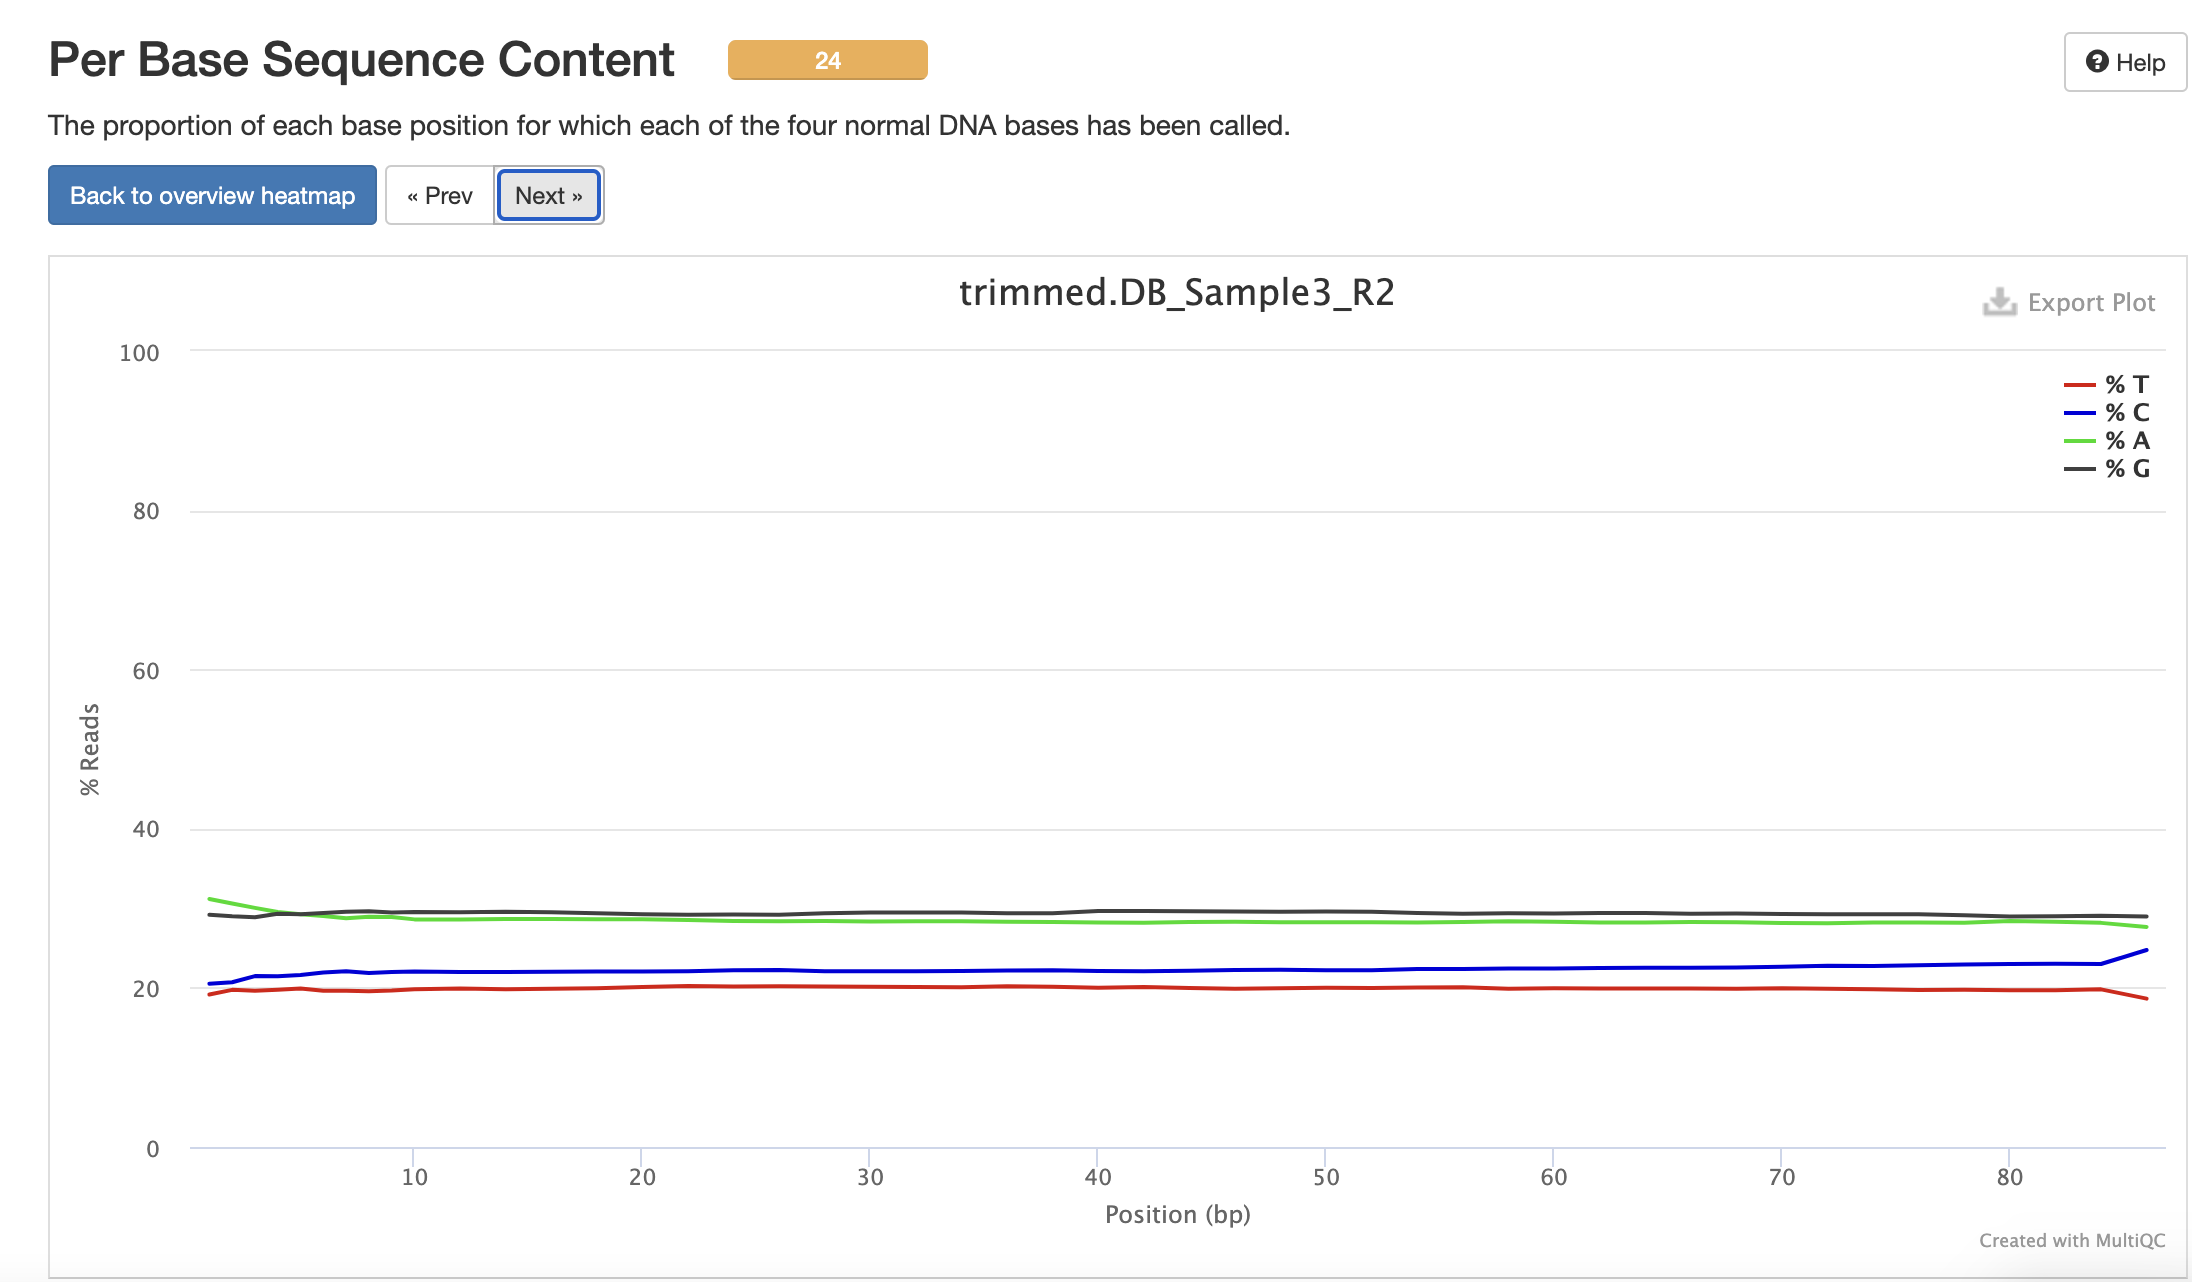 Per Base Sequence Content 24
Help
The proportion of each base position for which each of the four normal DNA bases has been called.
Back to overview heatmap « Prev Next »
trimmed.DB_Sample3_R2
Export Plot
% T
% C
% A
% G
100
80
60
40
20
0
% Reads
10 20 30 40 50 60 70 80
Position (bp)
Created with MultiQC